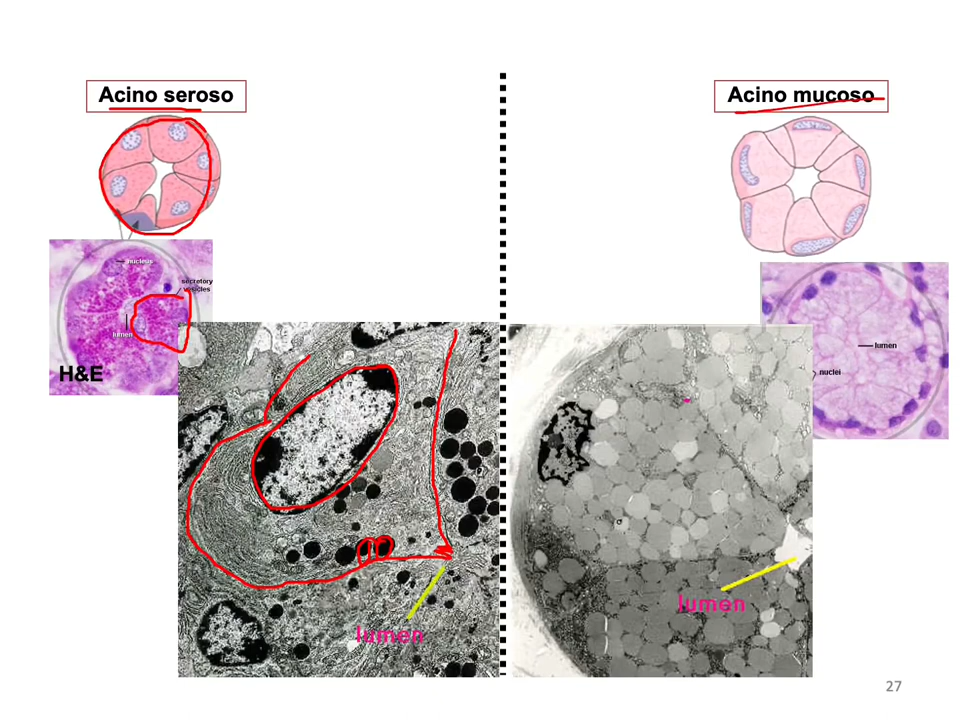 Acino seroso
Acino mucoso
nucleus
secretory
vesicles
lumen
H&E
lumen
nuclei
lumen
lumen
27